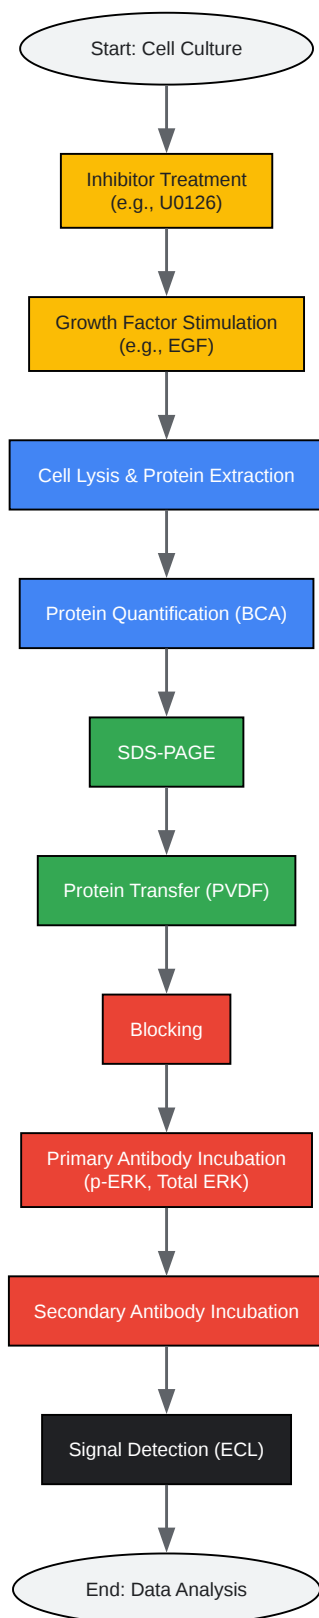 Start: Cell Culture
Inhibitor Treatment
(e.g., U0126)
Growth Factor Stimulation
(e.g., EGF)
Cell Lysis & Protein Extraction
Protein Quantification (BCA)
SDS-PAGE
Protein Transfer (PVDF)
Blocking
Primary Antibody Incubation
(p-ERK, Total ERK)
Secondary Antibody Incubation
Signal Detection (ECL)
End: Data Analysis